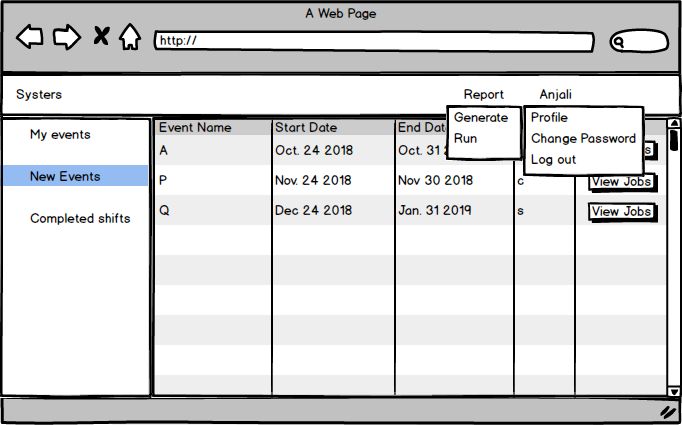 A Web Page
http://
Systers Report Anjali
My events
New Events
Completed shifts
Generate
Run
Profile
Change Password
Log out
Event Name Start Date End Date
A Oct. 24 2018 Oct. 31
P Nov. 24 2018 Nov 30 2018 c View Jobs
Q Dec 24 2018 Jan. 31 2019 s View Jobs